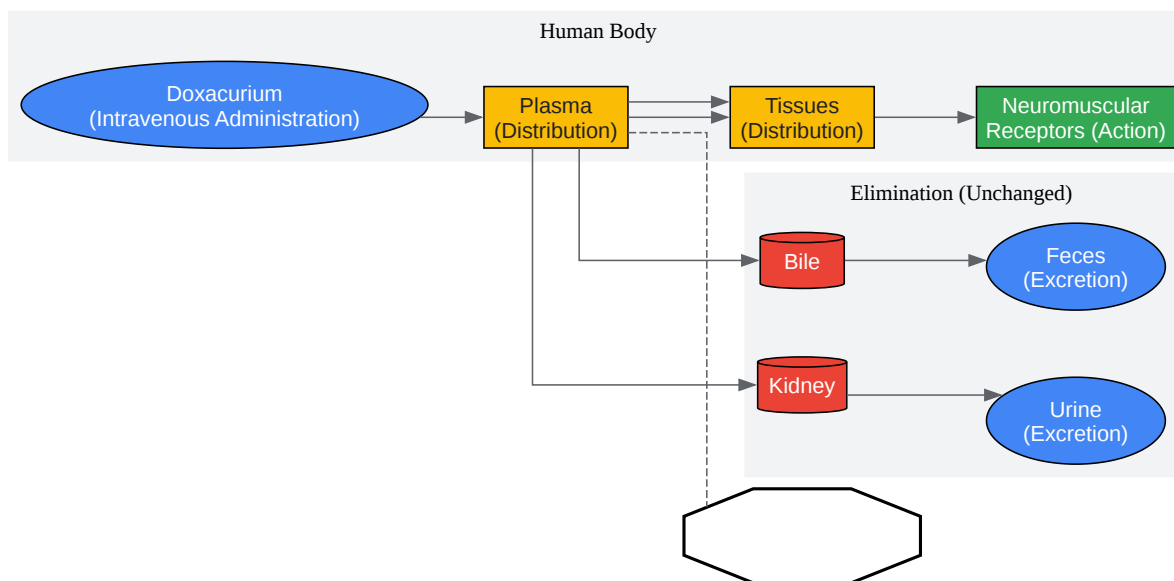 Human Body
Doxacurium
(Intravenous Administration)
Plasma
(Distribution)
Tissues
(Distribution)
Neuromuscular
Receptors (Action)
Elimination (Unchanged)
Bile
Feces
(Excretion)
Kidney
Urine
(Excretion)